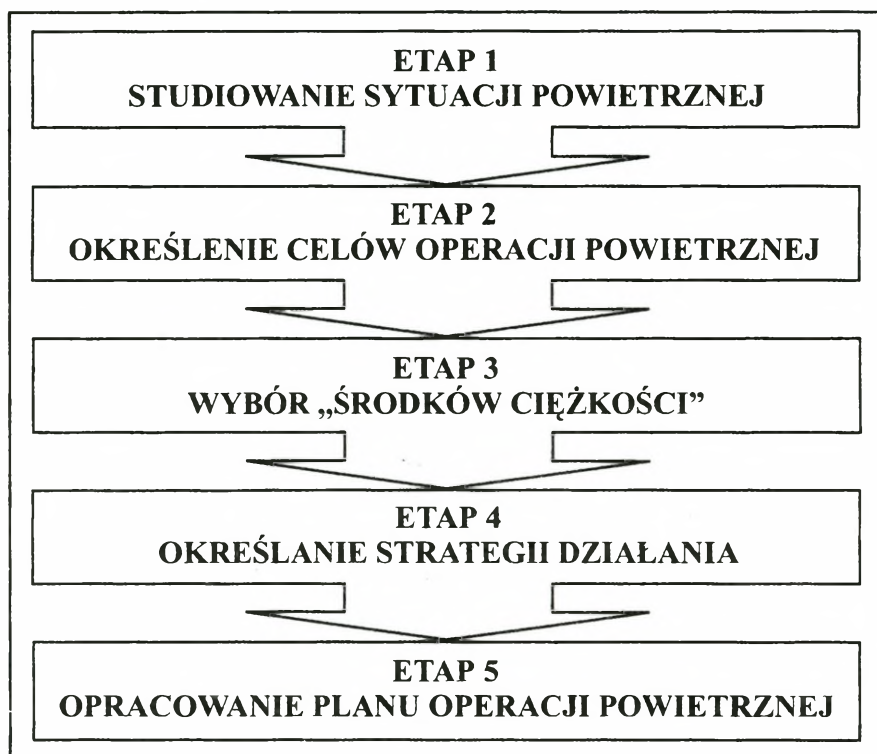 ETAP 1
STUDIOWANIE SYTUACJI POWIETRZNEJ
ETAP 2
OKREŚLENIE CELÓW OPERACJI POWIETRZNEJ
ETAP 3
WYBÓR „ŚRODKÓW CIĘŻKOŚCI”
ETAP 4
OKREŚLANIE STRATEGII DZIAŁANIA
ETAP 5
OPRACOWANIE PLANU OPERACJI POWIETRZNEJ